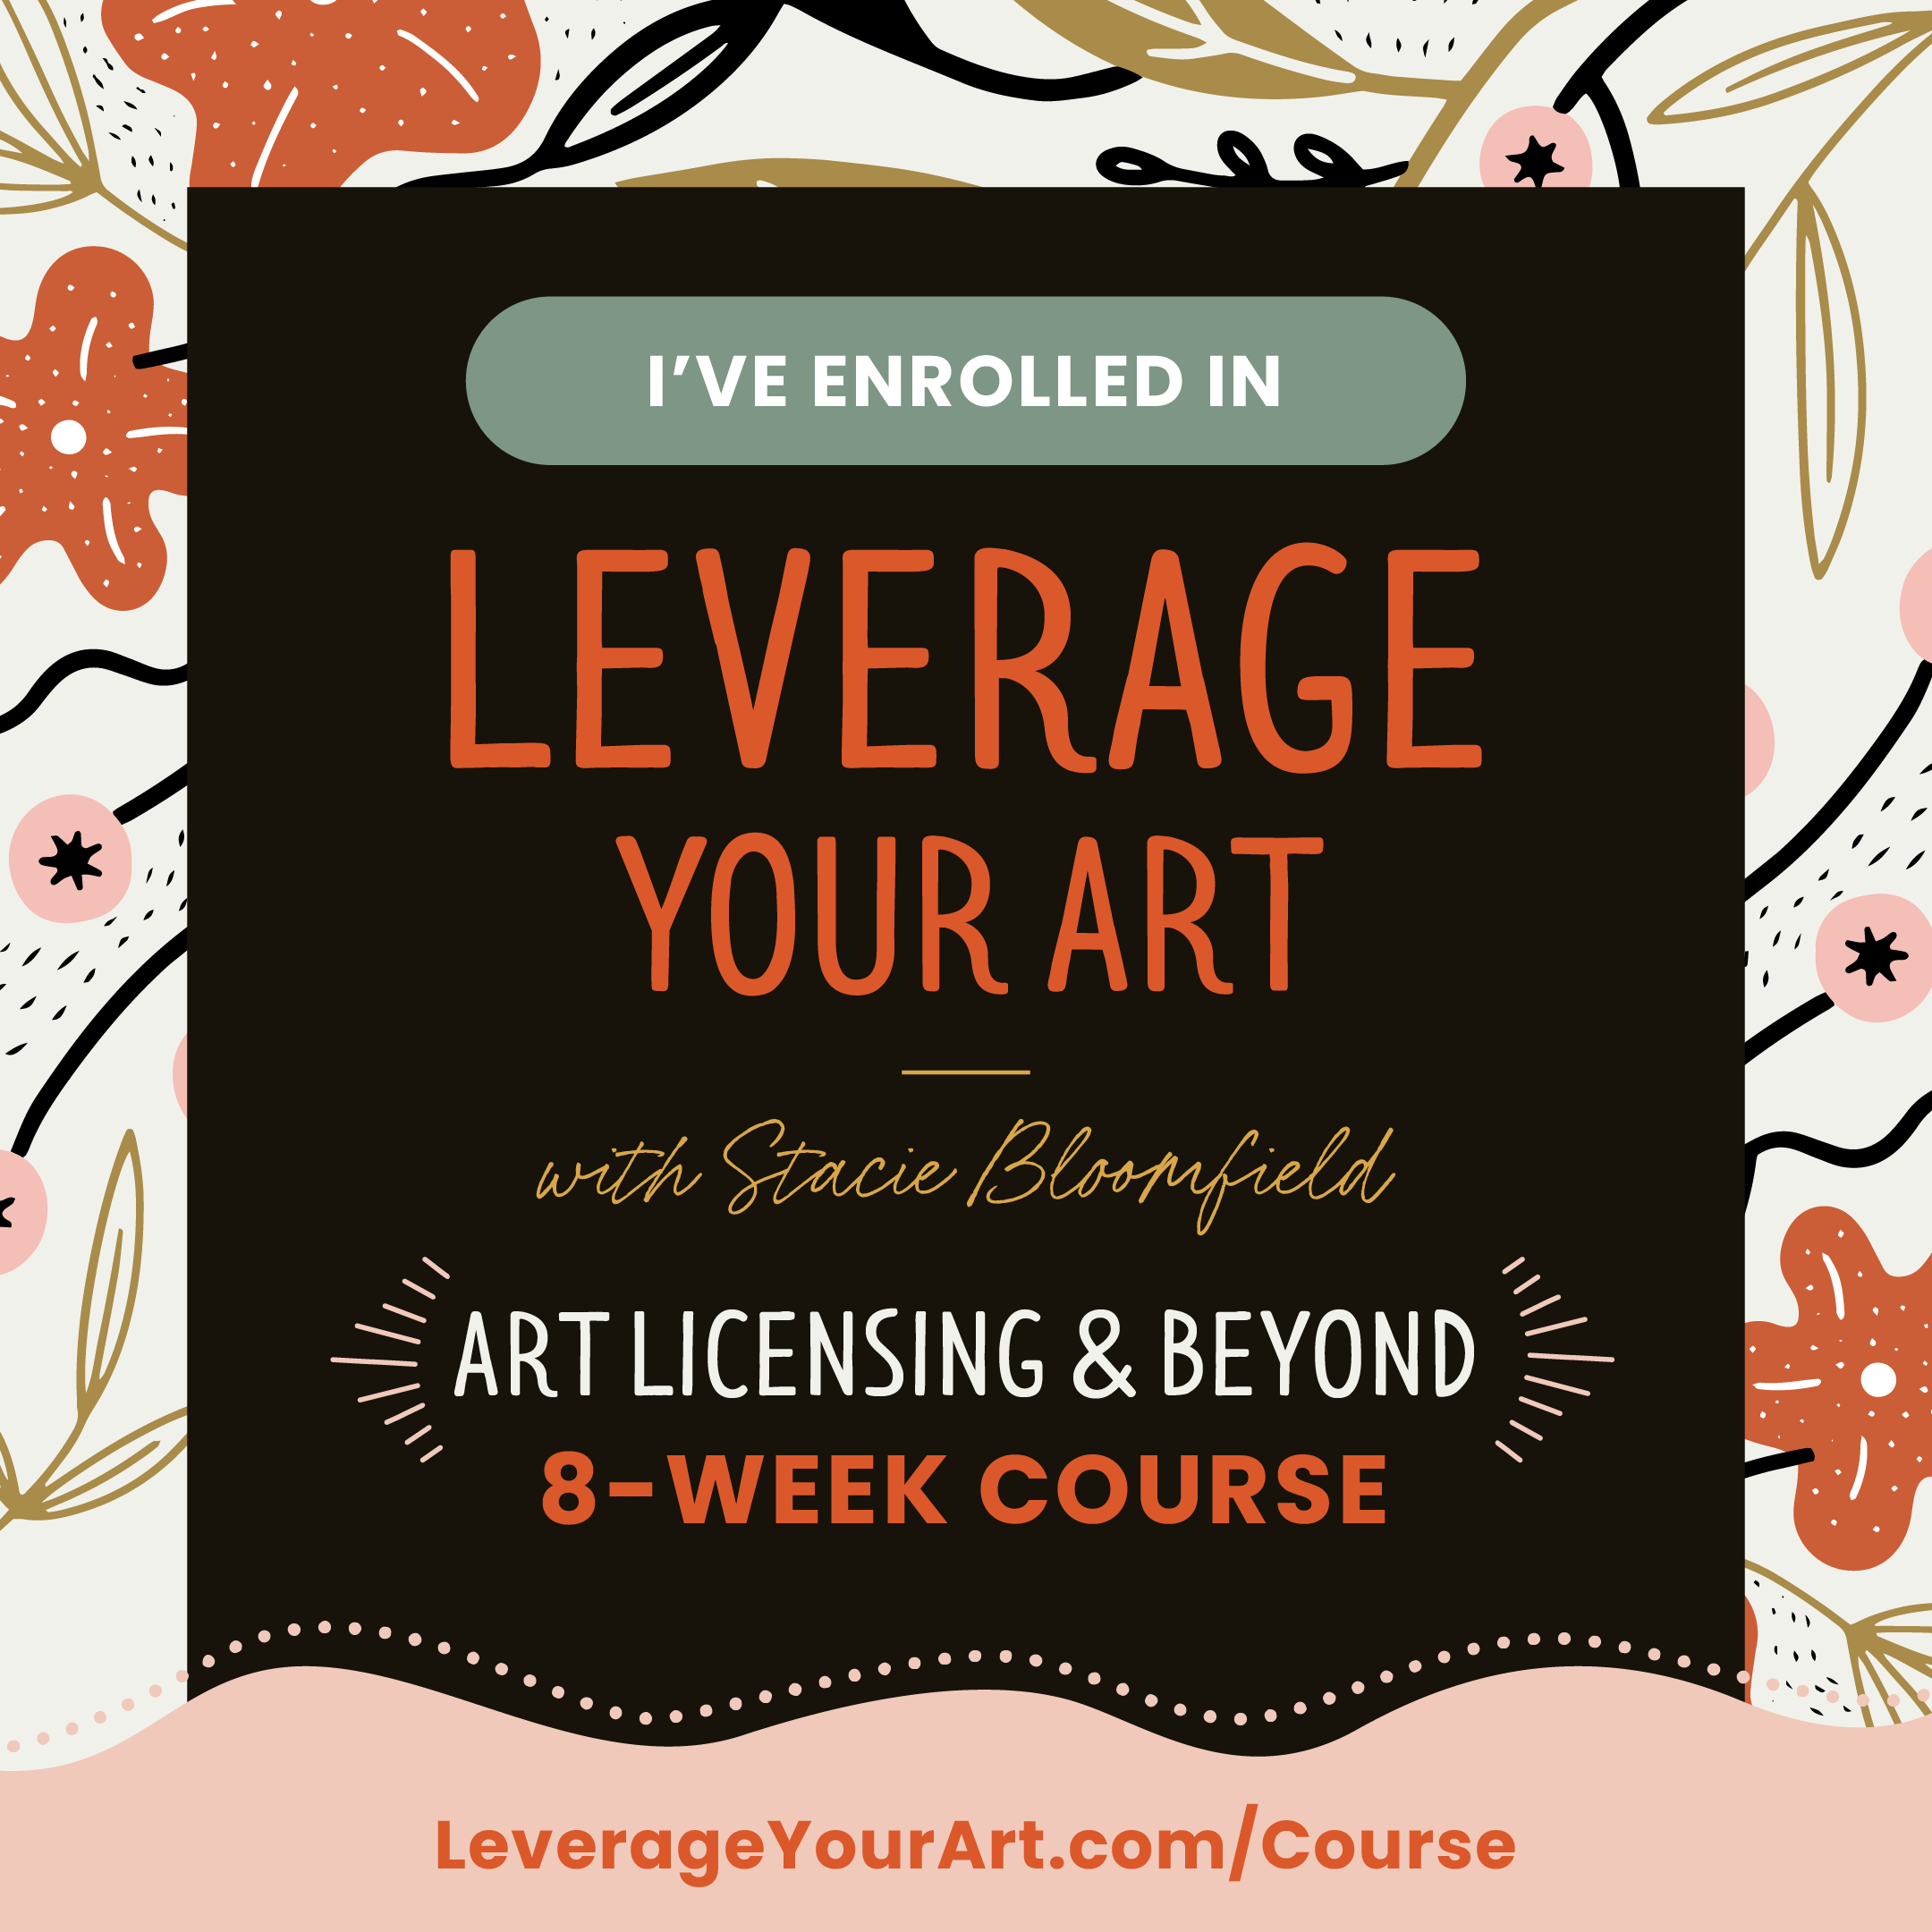 I'VE ENROLLED IN
LEVERAGE
YOUR ART
with Stacie Bloomfield
ART LICENSING & BEYOND
8-WEEK COURSE
LeverageYourArt.com/Course